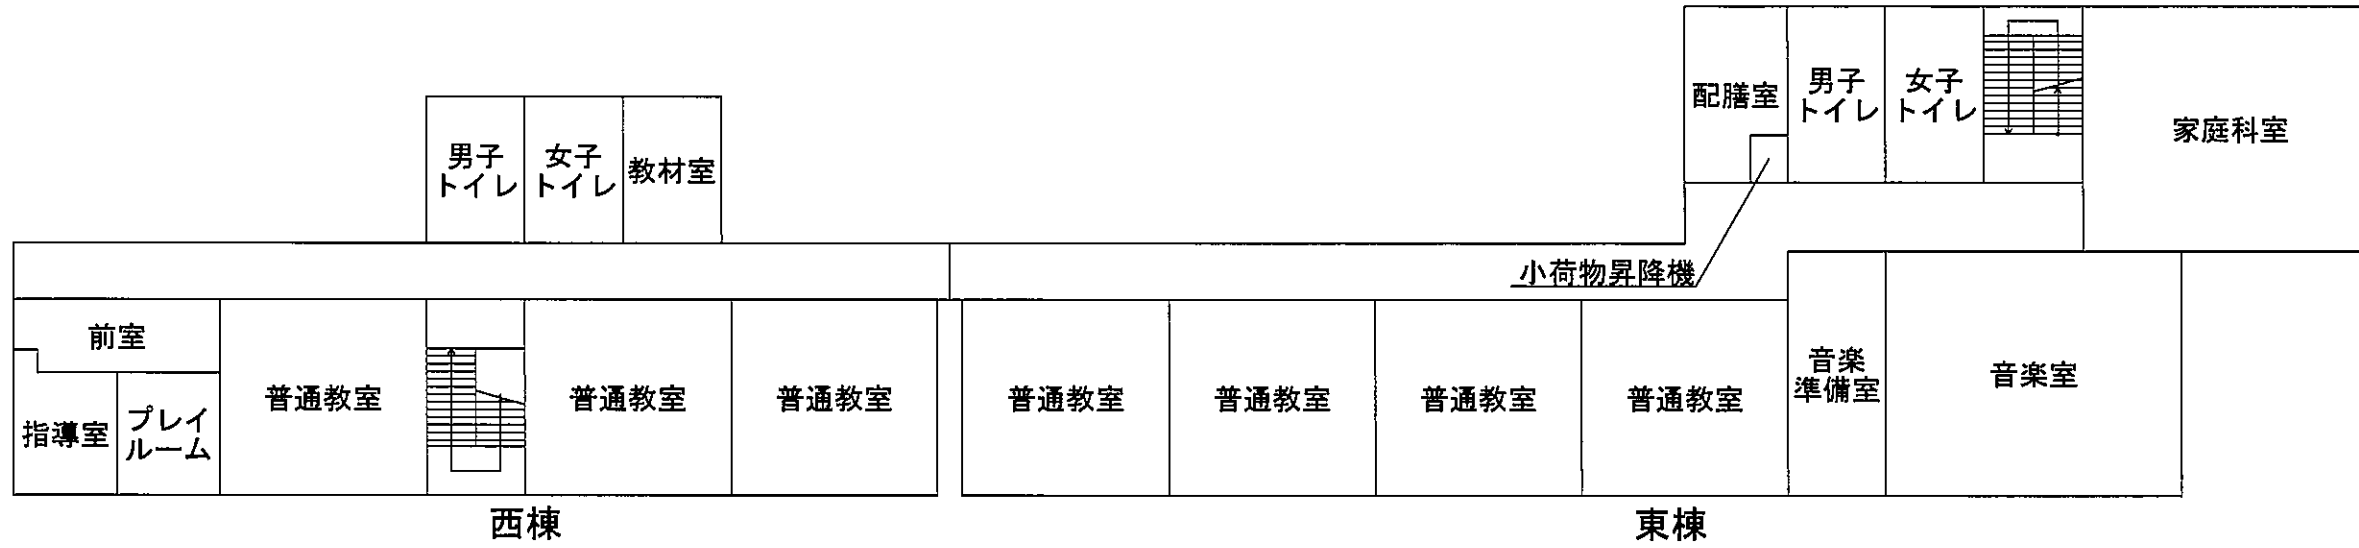 配膳室
男子
トイレ
女子
トイレ
家庭科室
男子
トイレ
女子
トイレ
教材室
小荷物昇降機
前室
指導室
プレイ
ルーム
普通教室
普通教室
普通教室
普通教室
普通教室
普通教室
普通教室
音楽
準備室
音楽室
西棟
東棟